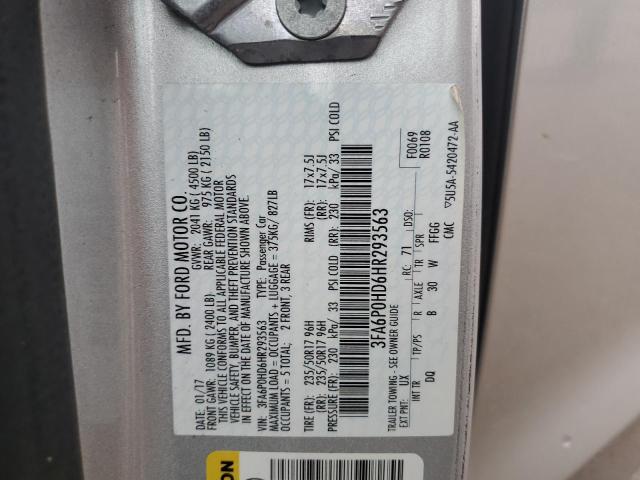 MFD. BY FORD MOTOR CO.
DATE: 01/17 GVWR: 2041 KG ( 4500 LB)
FRONT GAWR: 1089 KG (2400 LB) REAR GAWR: 975 KG ( 2150 LB)
THIS VEHICLE CONFORMS TO ALL APPLICABLE FEDERAL MOTOR
VEHICLE SAFETY, BUMPER, AND THEFT PREVENTION STANDARDS
IN EFFECT ON THE DATE OF MANUFACTURE SHOWN ABOVE.
VIN: 3FA6P0HD6HR293563 TYPE: Passenger Car
MAXIMUM LOAD = OCCUPANTS + LUGGAGE = 375KG/ 827LB
OCCUPANTS = 5 TOTAL; 2 FRONT, 3 REAR
TIRE (FR): 235/50R17 96H RIMS (FR): 17x7.5J
(RR): 235/50R17 96H (RR): 17x7.5J
PRESSURE (FR): 230 kPa/ 33 PSI COLD (RR): 230 kPa/ 33 PSI COLD
3FA6P0HD6HR293563
F0069
R0108
TRAILER TOWING - SEE OWNER GUIDE
EXT PNT: UX RC: 71 DSO:
INT TR TP/PS R AXLE TR SPR
DQ B 30 W FFGG
CMC ▽5U5A-5420472-AA
ON